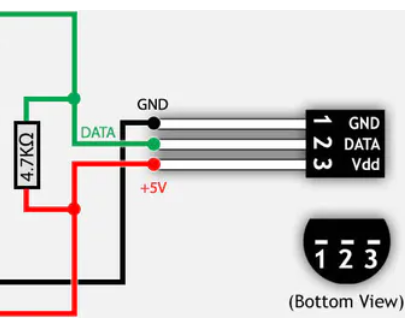 GND
1 GND
DATA
2 DATA
3 Vdd
4.7KΩ
+5V
1 2 3
(Bottom View)